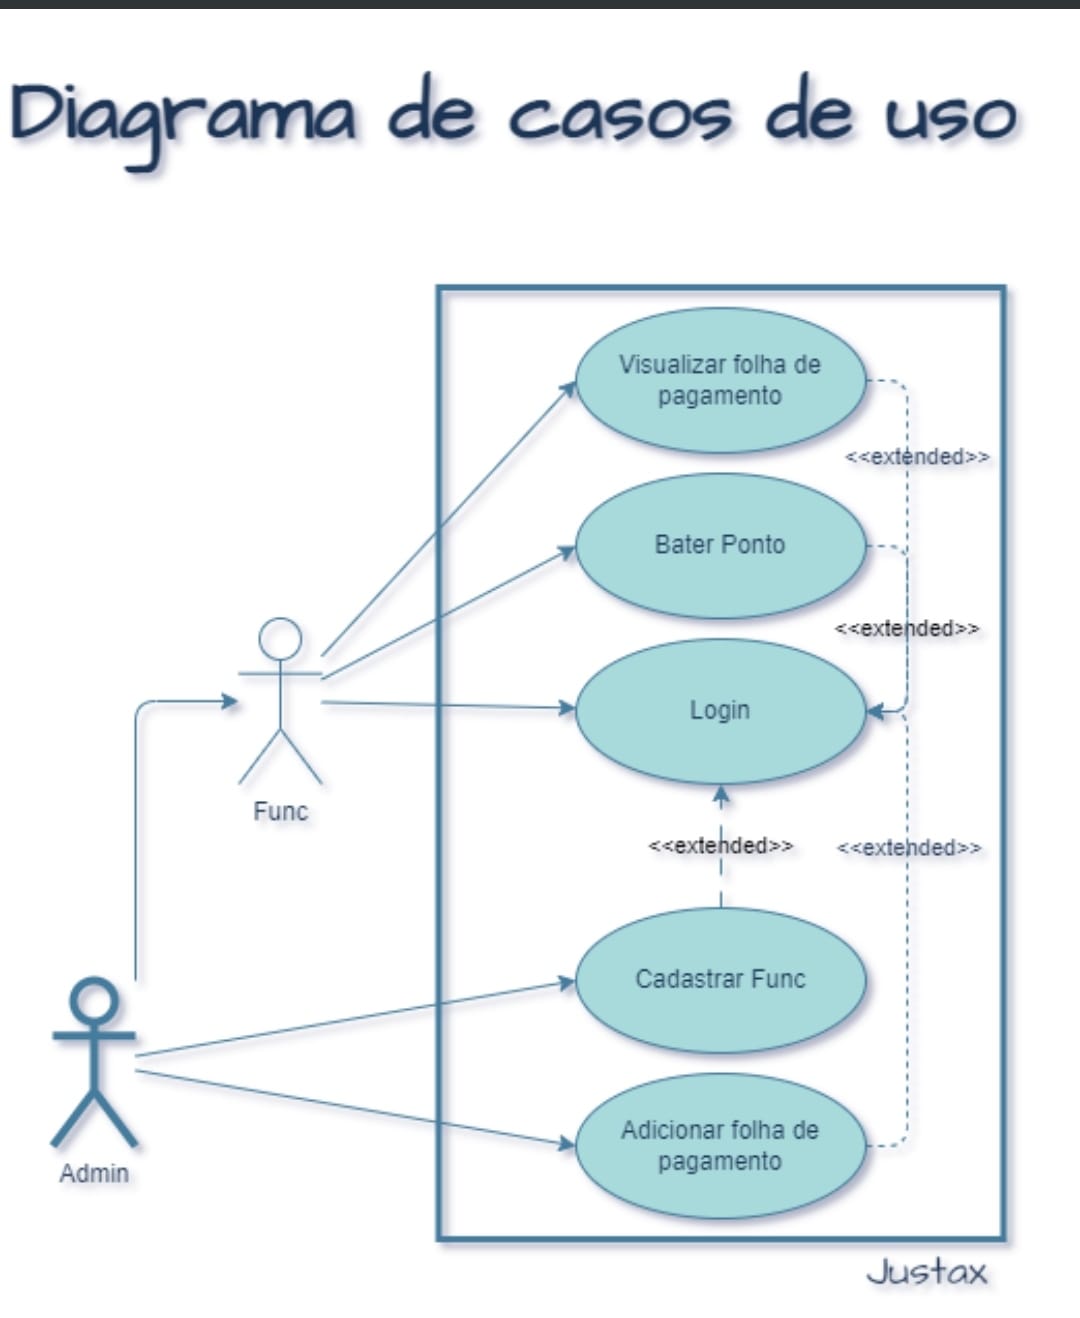 Diagrama de casos de uso
Visualizar folha de
pagamento
<<extended>>
Bater Ponto
<<extended>>
Login
Func
<<extended>>
<<extended>>
Cadastrar Func
Adicionar folha de
pagamento
Admin
Justax